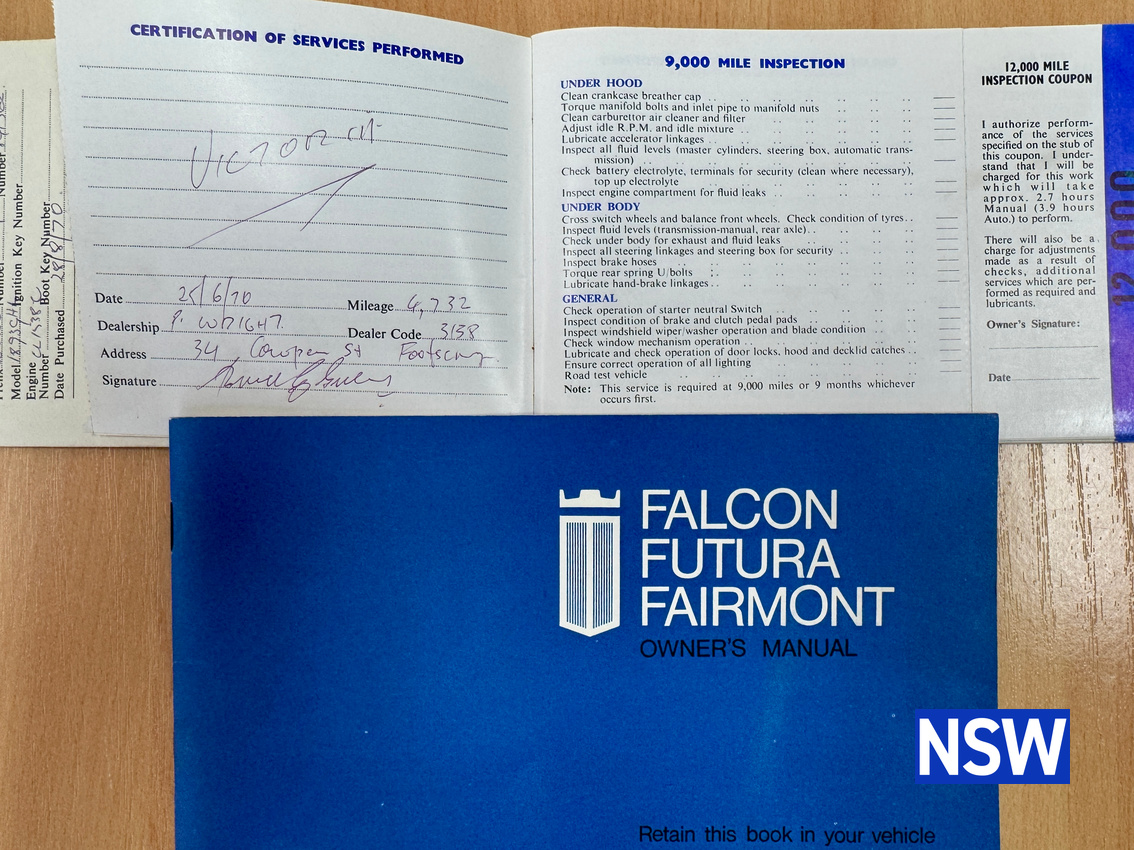 CERTIFICATION OF SERVICES PERFORMED
Date 25/6/70 Mileage 4,732
Dealership P. WRIGHT.
Dealer Code 3138
Address 34, Cowper St Footscray
Signature
Number
Model
Ignition Key Number
Engine
Number Boot Key Number
Date Purchased 28/8/70
9,000 MILE INSPECTION
UNDER HOOD
Clean crankcase breather cap
Torque manifold bolts and inlet pipe to manifold nuts
Clean carburettor air cleaner and filter
Adjust idle R.P.M. and idle mixture
Lubricate accelerator linkages
Inspect all fluid levels (master cylinders, steering box, automatic trans-
mission)
Check battery electrolyte, terminals for security (clean where necessary),
top up electrolyte
Inspect engine compartment for fluid leaks
UNDER BODY
Cross switch wheels and balance front wheels. Check condition of tyres
Inspect fluid levels (transmission-manual, rear axle)
Check under body for exhaust and fluid leaks
Inspect all steering linkages and steering box for security
Inspect brake hoses
Torque rear spring U/bolts
Lubricate hand-brake linkages
GENERAL
Check operation of starter neutral Switch
Inspect condition of brake and clutch pedal pads
Inspect windshield wiper/washer operation and blade condition
Check window mechanism operation
Lubricate and check operation of door locks, hood and decklid catches
Ensure correct operation of all lighting
Road test vehicle
Note: This service is required at 9,000 miles or 9 months whichever
occurs first.
12,000 MILE
INSPECTION COUPON
I authorize perform-
ance of the services
specified on the stub of
this coupon. I under-
stand that I will be
charged for this work
which will take
approx. 2.7 hours
Manual (3.9 hours
Auto.) to perform.
There will also be a
charge for adjustments
made as a result of
checks, additional
services which are per-
formed as required and
lubricants.
Owner's Signature:
Date
12,000
FALCON
FUTURA
FAIRMONT
OWNER'S MANUAL
Retain this book in your vehicle
NSW